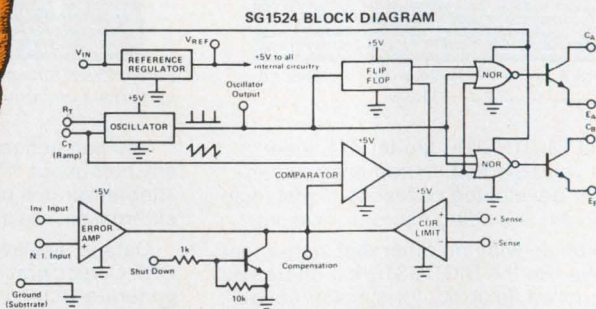 SG1524 BLOCK DIAGRAM
VIN
REFERENCE
REGULATOR
VREF
+5V to all
internal circuitry
Oscillator
Output
+5V
FLIP
FLOP
NOR
CA
EA
RT
CT
(Ramp)
+5V
OSCILLATOR
COMPARATOR
+5V
NOR
CB
+5V
Inv Input
N I. Input
ERROR
AMP
1k
Shut Down
10k
Compensation
+5V
CUR
LIMIT
+ Sense
- Sense
Ground
(Substrate)